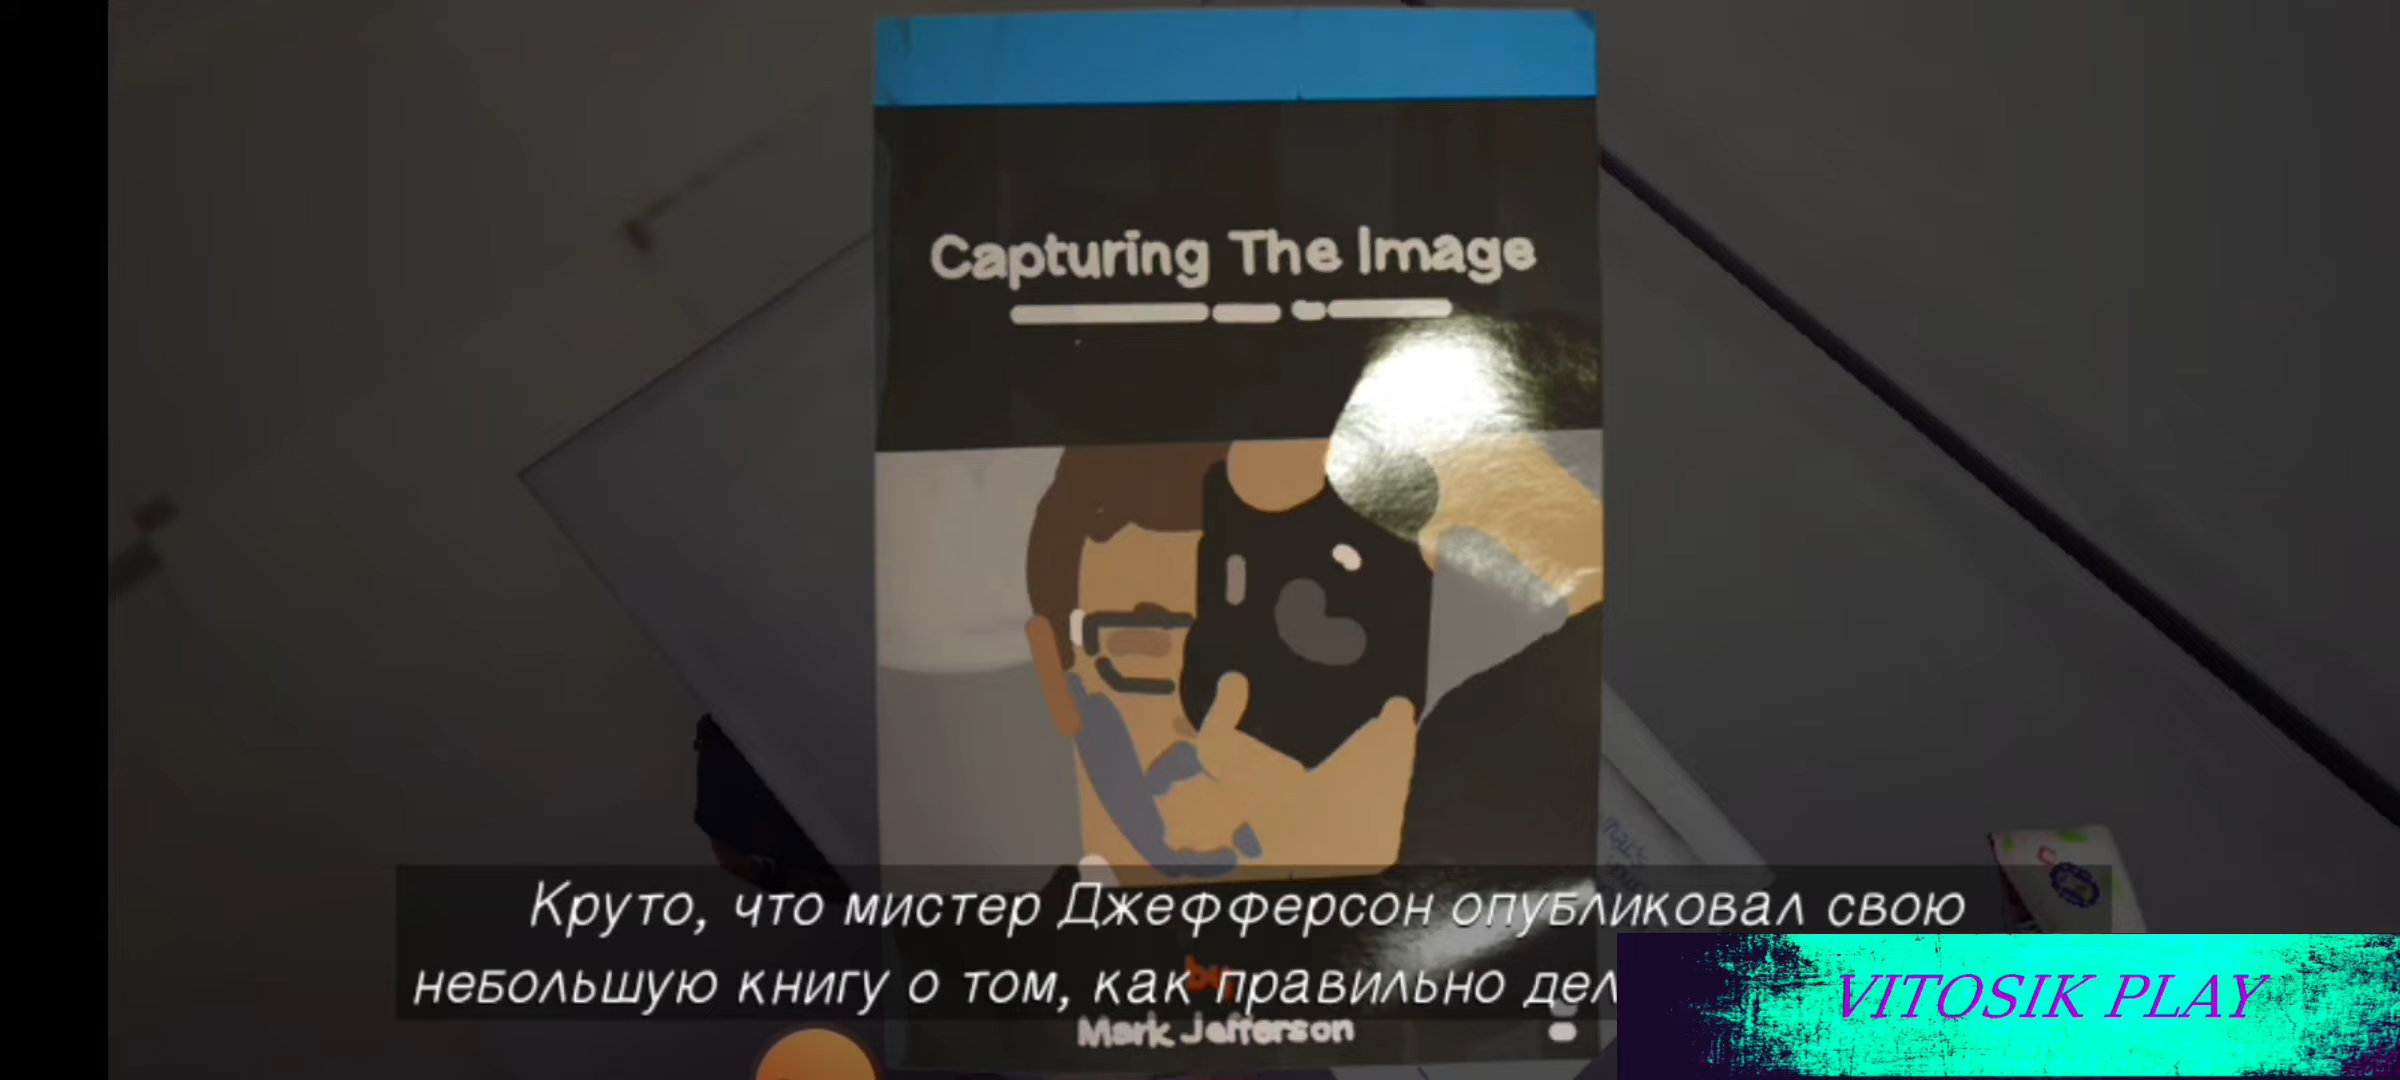 Capturing The Image
Круто, что мистер Джефферсон опубликовал свою
небольшую книгу о том, как правильно дел
by
Mark Jefferson
VITOSIK PLAY